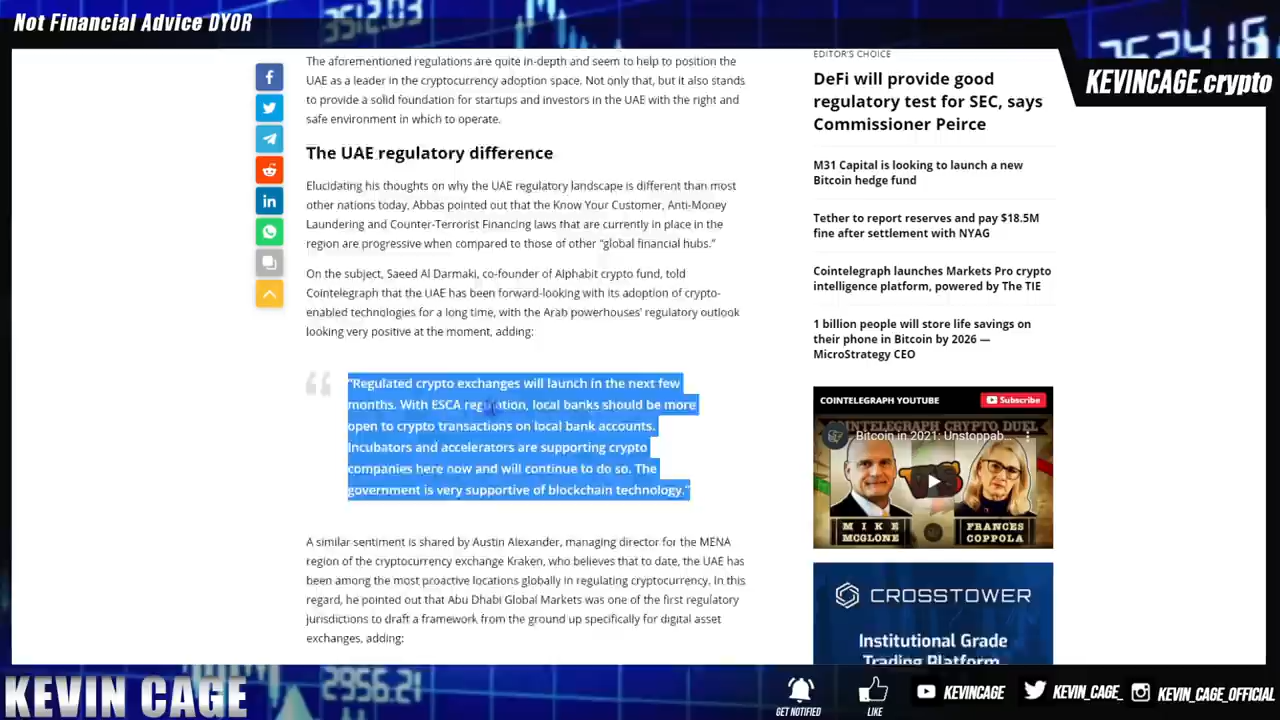 Not Financial Advice DYOR
KEVINCAGE.crypto
The aforementioned regulations are quite in-depth and seem to help to position the
UAE as a leader in the cryptocurrency adoption space. Not only that, but it also stands
to provide a solid foundation for startups and investors in the UAE with the right and
safe environment in which to operate.
The UAE regulatory difference
Elucidating his thoughts on why the UAE regulatory landscape is different than most
other nations today, Abbas pointed out that the Know Your Customer, Anti-Money
Laundering and Counter-Terrorist Financing laws that are currently in place in the
region are progressive when compared to those of other “global financial hubs.”
On the subject, Saeed Al Darmaki, co-founder of Alphabit crypto fund, told
Cointelegraph that the UAE has been forward-looking with its adoption of crypto-
enabled technologies for a long time, with the Arab powerhouses’ regulatory outlook
looking very positive at the moment, adding:
“Regulated crypto exchanges will launch in the next few
months. With ESCA regulation, local banks should be more
open to crypto transactions on local bank accounts.
Incubators and accelerators are supporting crypto
companies here now and will continue to do so. The
government is very supportive of blockchain technology.”
A similar sentiment is shared by Austin Alexander, managing director for the MENA
region of the cryptocurrency exchange Kraken, who believes that to date, the UAE has
been among the most proactive locations globally in regulating cryptocurrency. In this
regard, he pointed out that Abu Dhabi Global Markets was one of the first regulatory
jurisdictions to draft a framework from the ground up specifically for digital asset
exchanges, adding:
EDITOR’S CHOICE
DeFi will provide good
regulatory test for SEC, says
Commissioner Peirce
M31 Capital is looking to launch a new
Bitcoin hedge fund
Tether to report reserves and pay $18.5M
fine after settlement with NYAG
Cointelegraph launches Markets Pro crypto
intelligence platform, powered by The TIE
1 billion people will store life savings on
their phone in Bitcoin by 2026 —
MicroStrategy CEO
COINTELEGRAPH YOUTUBE
Subscribe
COINTELEGRAPH CRYPTO DUEL
Bitcoin in 2021: Unstoppab...
MIKE
MCGLONE
FRANCES
COPPOLA
CROSSTOWER
Institutional Grade
Trading Platform
2956.21
KEVIN CAGE
GET NOTIFIED
LIKE
KEVINCAGE
KEVIN_CAGE_
KEVIN_CAGE_OFFICIAL